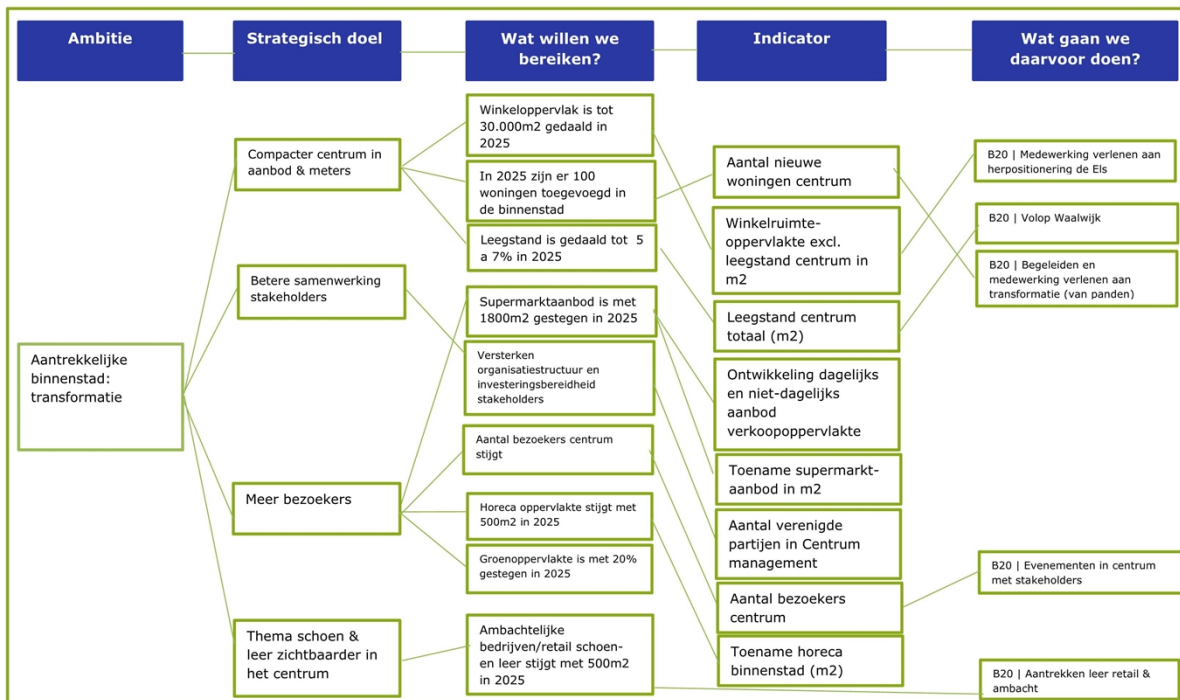 Ambitie
Strategisch doel
Wat willen we
bereiken?
Indicator
Wat gaan we
daarvoor doen?
Aantrekkelijke
binnenstad:
transformatie
Compacter centrum in
aanbod & meters
Betere samenwerking
stakeholders
Meer bezoekers
Thema schoen &
leer zichtbaarder in
het centrum
Winkeloppervlak is tot
30.000m2 gedaald in
2025
In 2025 zijn er 100
woningen toegevoegd in
de binnenstad
Leegstand is gedaald tot 5
a 7% in 2025
Supermarktaanbod is met
1800m2 gestegen in 2025
Versterken
organisatiestructuur en
investeringsbereidheid
stakeholders
Aantal bezoekers centrum
stijgt
Horeca oppervlakte stijgt met
500m2 in 2025
Groenoppervlakte is met 20%
gestegen in 2025
Ambachtelijke
bedrijven/retail schoen-
en leer stijgt met 500m2
in 2025
Aantal nieuwe
woningen centrum
Winkelruimte-
oppervlakte excl.
leegstand centrum in
m2
Leegstand centrum
totaal (m2)
Ontwikkeling dagelijks
en niet-dagelijks
aanbod
verkoopoppervlakte
Toename supermarkt-
aanbod in m2
Aantal verenigde
partijen in Centrum
management
Aantal bezoekers
centrum
Toename horeca
binnenstad (m2)
B20 | Medewerking verlenen aan
herpositionering de Els
B20 | Volop Waalwijk
B20 | Begeleiden en
medewerking verlenen aan
transformatie (van panden)
B20 | Evenementen in centrum
met stakeholders
B20 | Aantrekken leer retail &
ambacht